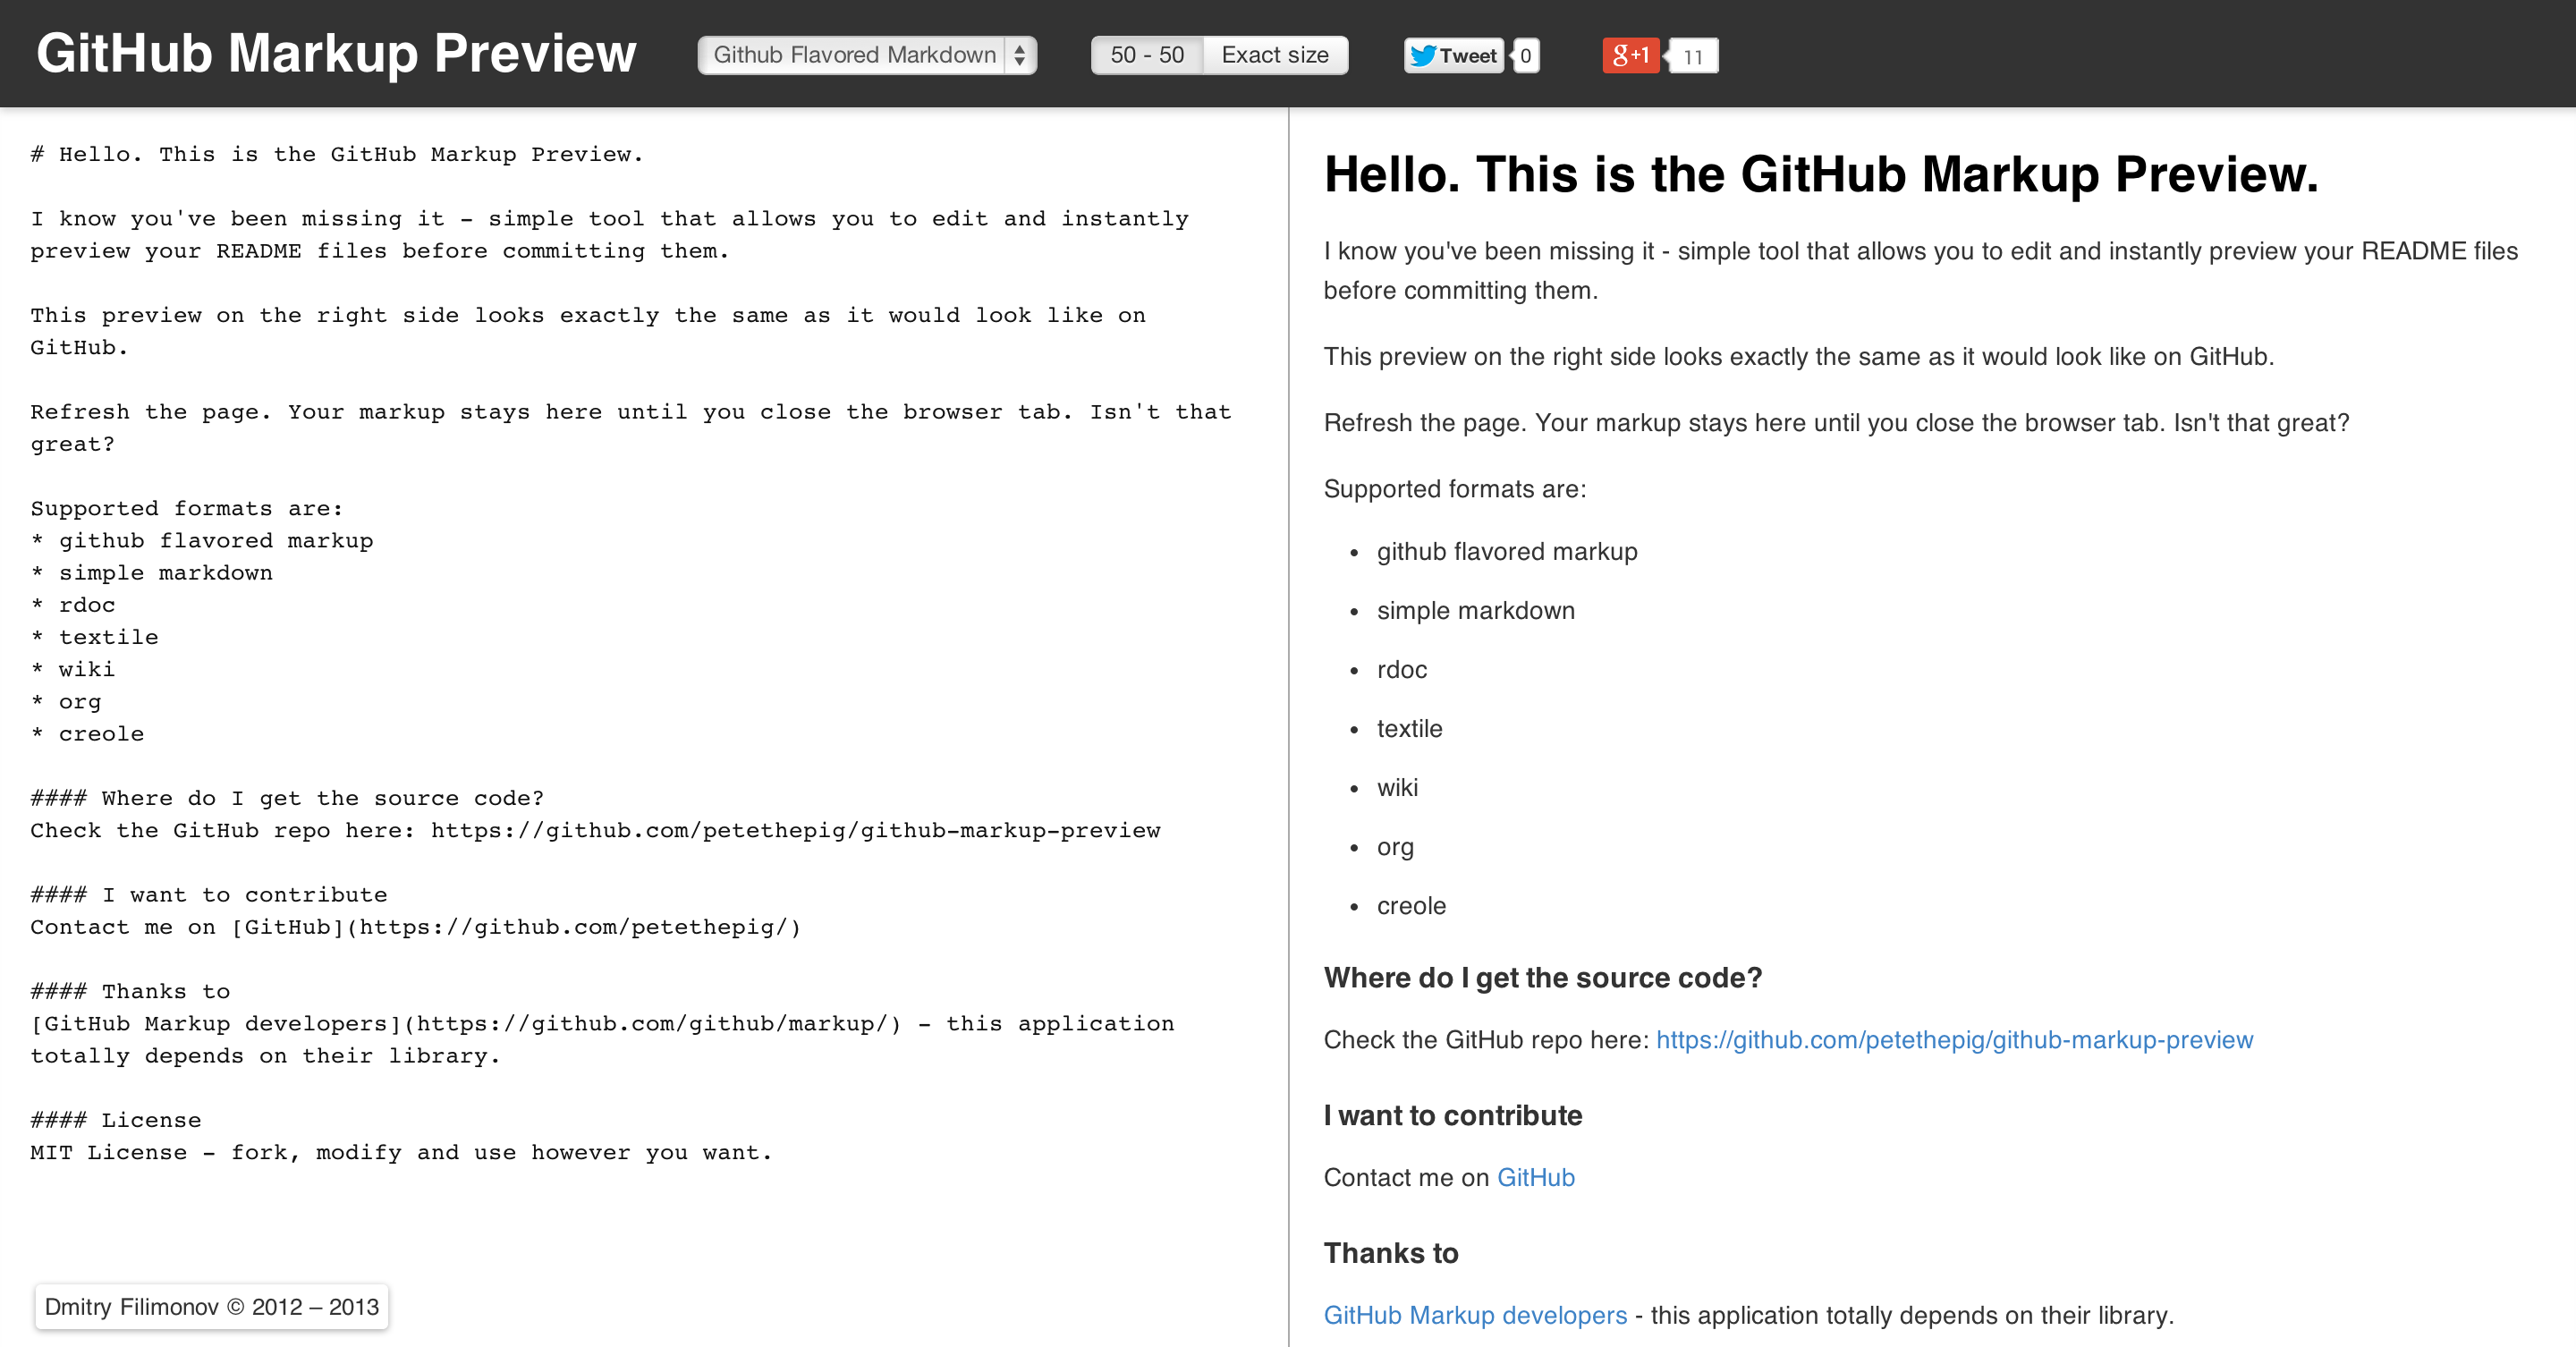 GitHub Markup Preview
Github Flavored Markdown
50 - 50
Exact size
Tweet
0
g+1
11
# Hello. This is the GitHub Markup Preview.
I know you've been missing it - simple tool that allows you to edit and instantly
preview your README files before committing them.
This preview on the right side looks exactly the same as it would look like on
GitHub.
Refresh the page. Your markup stays here until you close the browser tab. Isn't that
great?
Supported formats are:
* github flavored markup
* simple markdown
* rdoc
* textile
* wiki
* org
* creole
#### Where do I get the source code?
Check the GitHub repo here: https://github.com/petethepig/github-markup-preview
#### I want to contribute
Contact me on [GitHub](https://github.com/petethepig/)
#### Thanks to
[GitHub Markup developers](https://github.com/github/markup/) - this application
totally depends on their library.
#### License
MIT License - fork, modify and use however you want.
Dmitry Filimonov © 2012 – 2013
Hello. This is the GitHub Markup Preview.
I know you've been missing it - simple tool that allows you to edit and instantly preview your README files
before committing them.
This preview on the right side looks exactly the same as it would look like on GitHub.
Refresh the page. Your markup stays here until you close the browser tab. Isn't that great?
Supported formats are:
• github flavored markup
• simple markdown
• rdoc
• textile
• wiki
• org
• creole
Where do I get the source code?
Check the GitHub repo here: https://github.com/petethepig/github-markup-preview
I want to contribute
Contact me on GitHub
Thanks to
GitHub Markup developers - this application totally depends on their library.